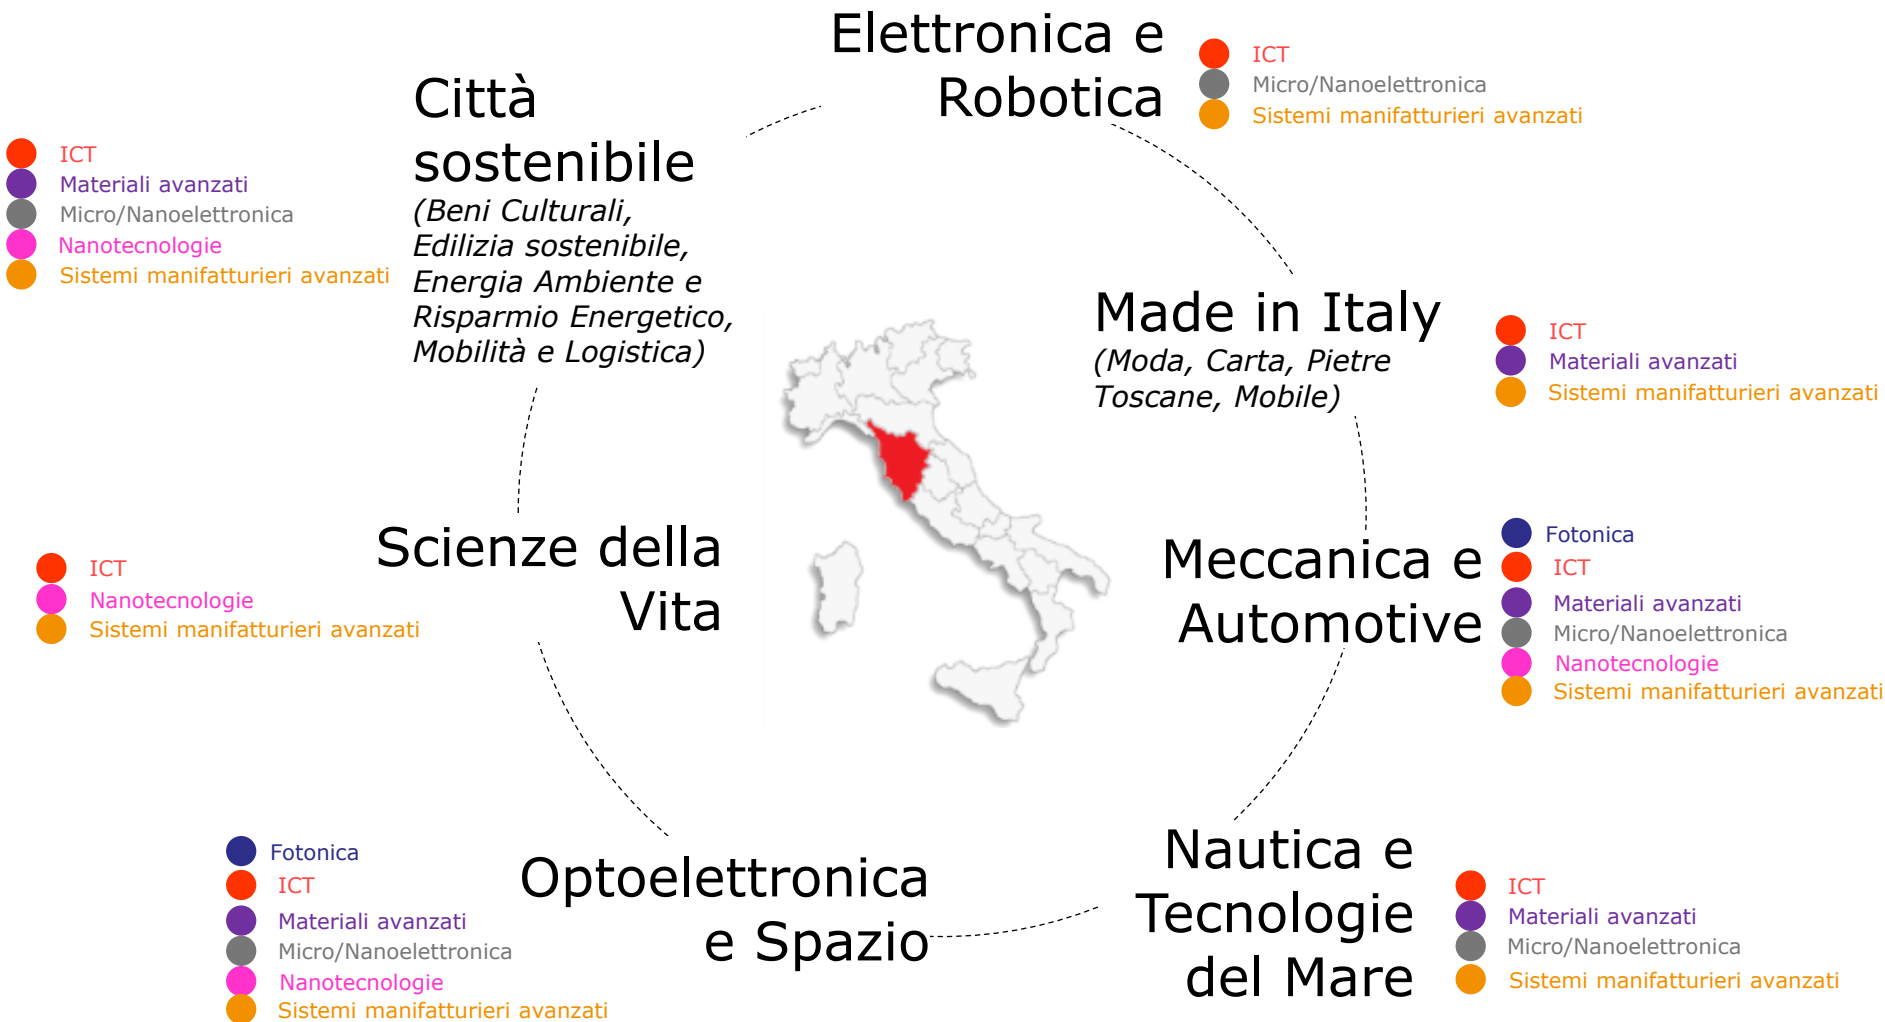 Elettronica e
Robotica
ICT
Micro/Nanoelettronica
Sistemi manifatturieri avanzati
Città
sostenibile
(Beni Culturali,
Edilizia sostenibile,
Energia Ambiente e
Risparmio Energetico,
Mobilità e Logistica)
ICT
Materiali avanzati
Micro/Nanoelettronica
Nanotecnologie
Sistemi manifatturieri avanzati
Made in Italy
(Moda, Carta, Pietre
Toscane, Mobile)
ICT
Materiali avanzati
Sistemi manifatturieri avanzati
Scienze della
Vita
ICT
Nanotecnologie
Sistemi manifatturieri avanzati
Meccanica e
Automotive
Fotonica
ICT
Materiali avanzati
Micro/Nanoelettronica
Nanotecnologie
Sistemi manifatturieri avanzati
Optoelettronica
e Spazio
Fotonica
ICT
Materiali avanzati
Micro/Nanoelettronica
Nanotecnologie
Sistemi manifatturieri avanzati
Nautica e
Tecnologie
del Mare
ICT
Materiali avanzati
Micro/Nanoelettronica
Sistemi manifatturieri avanzati